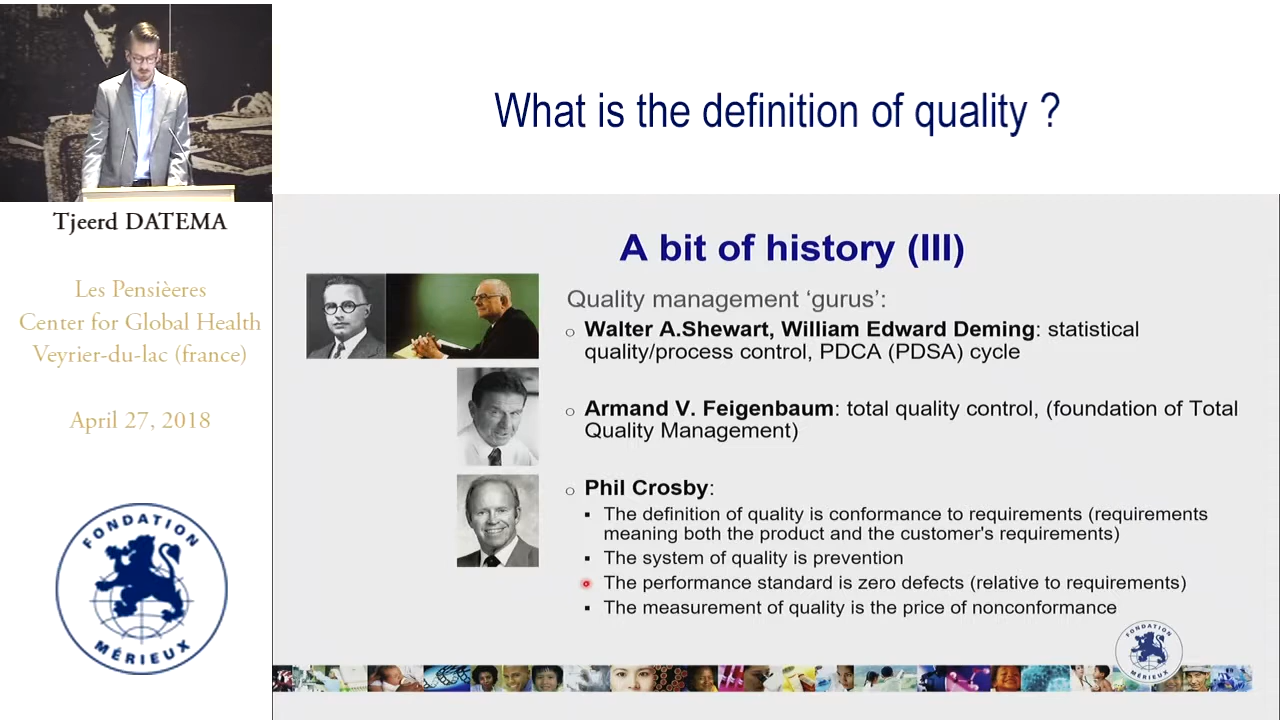 What is the definition of quality ?
Tjeerd DATEMA
Les Pensièeres
Center for Global Health
Veyrier-du-lac (france)
April 27, 2018
FONDATION
MÉRIEUX
A bit of history (III)
Quality management ‘gurus’:
o Walter A.Shewart, William Edward Deming: statistical
quality/process control, PDCA (PDSA) cycle
o Armand V. Feigenbaum: total quality control, (foundation of Total
Quality Management)
o Phil Crosby:
▪ The definition of quality is conformance to requirements (requirements
meaning both the product and the customer's requirements)
▪ The system of quality is prevention
The performance standard is zero defects (relative to requirements)
▪ The measurement of quality is the price of nonconformance
FONDATION
MÉRIEUX